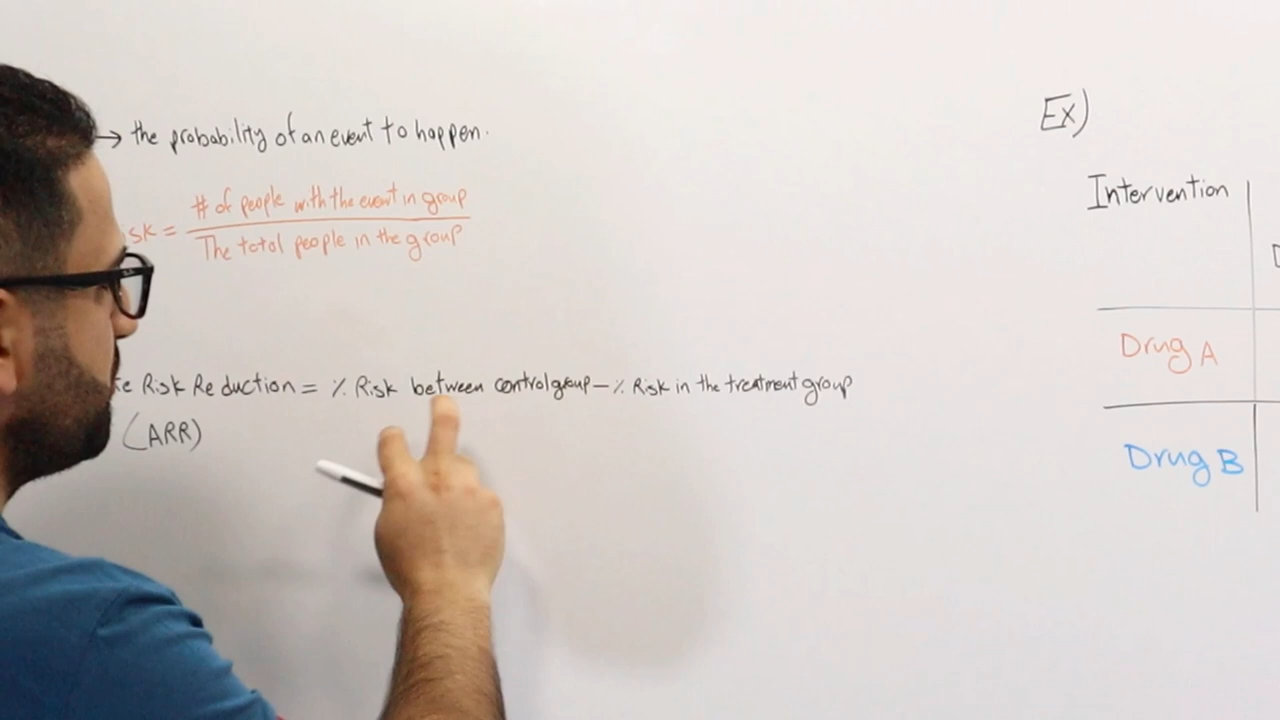 → the probability of an event to happen.
sk = # of people with the event in group
The total people in the group
te Risk Reduction = % Risk between control group - % Risk in the treatment group
(ARR)
Ex)
Intervention
Drug A
Drug B